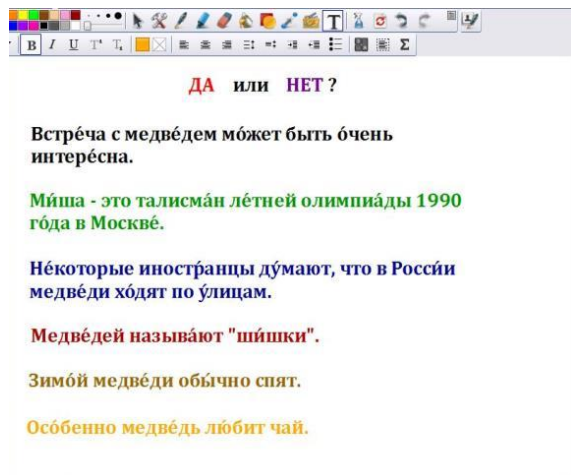 B I U T T Σ
ДА или НЕТ ?
Встре́ча с медве́дем мо́жет быть о́чень
интере́сна.
Ми́ша - это талисма́н ле́тней олимпиа́ды 1990
го́да в Москве́.
Не́которые иностра́нцы ду́мают, что в Росси́и
медве́ди хо́дят по у́лицам.
Медве́дей называ́ют "ши́шки".
Зимо́й медве́ди обы́чно спят.
Осо́бенно медве́дь лю́бит чай.